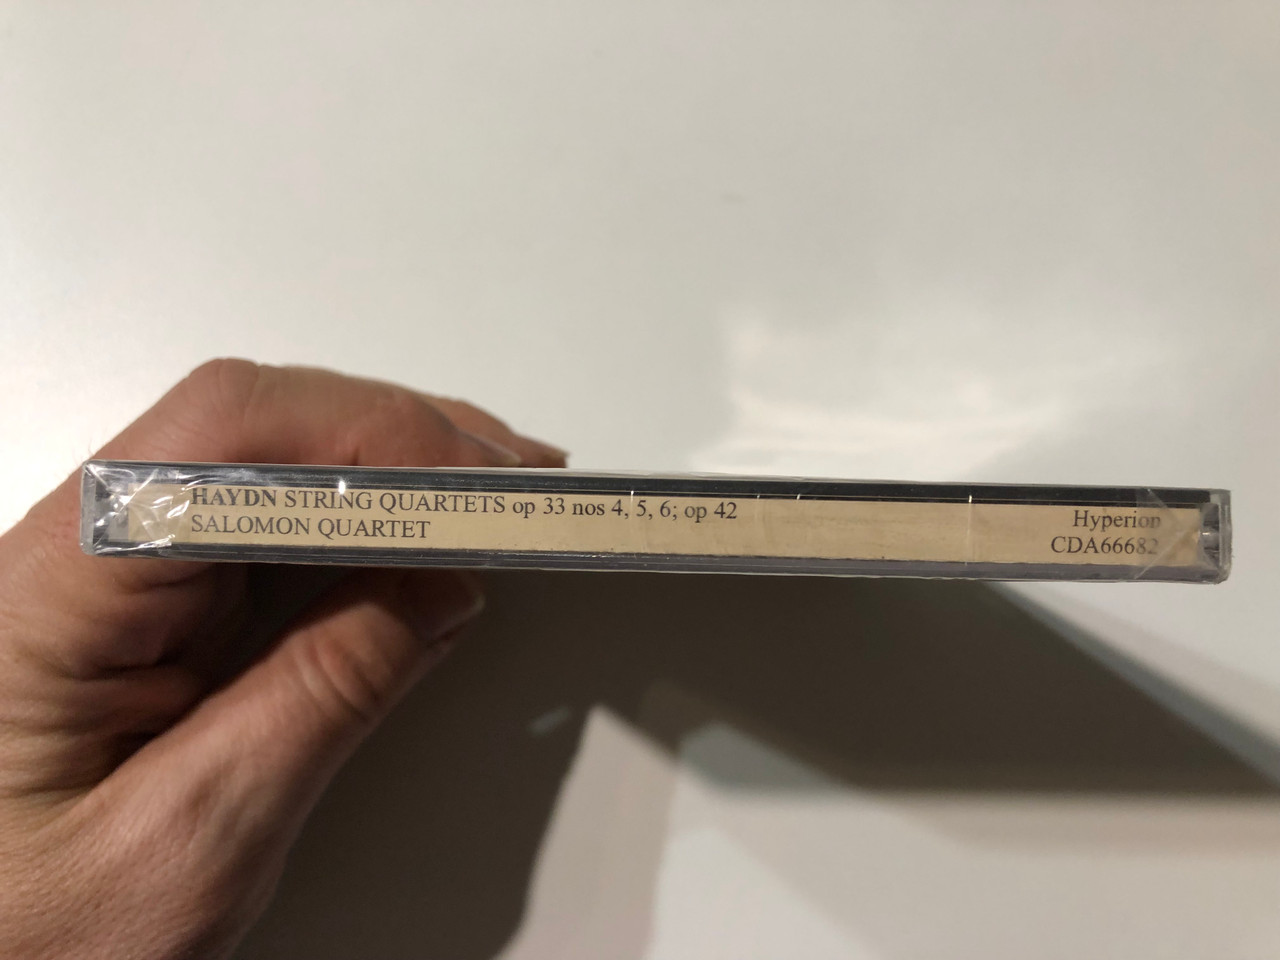 HAYDN STRING QUARTETS op 33 nos 4, 5, 6; op 42
SALOMON QUARTET
Hyperion
CDA66682